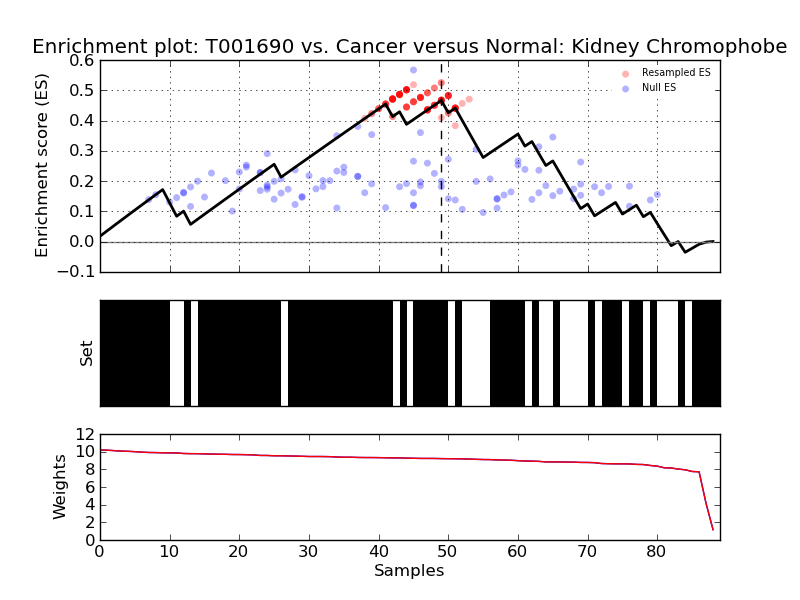 Enrichment plot: T001690 vs. Cancer versus Normal: Kidney Chromophobe
0.6
0.5
0.4
0.3
0.2
0.1
0.0
−0.1
Enrichment score (ES)
Resampled ES
Null ES
Set
12
10
8
6
4
2
0
Weights
0 10 20 30 40 50 60 70 80
Samples